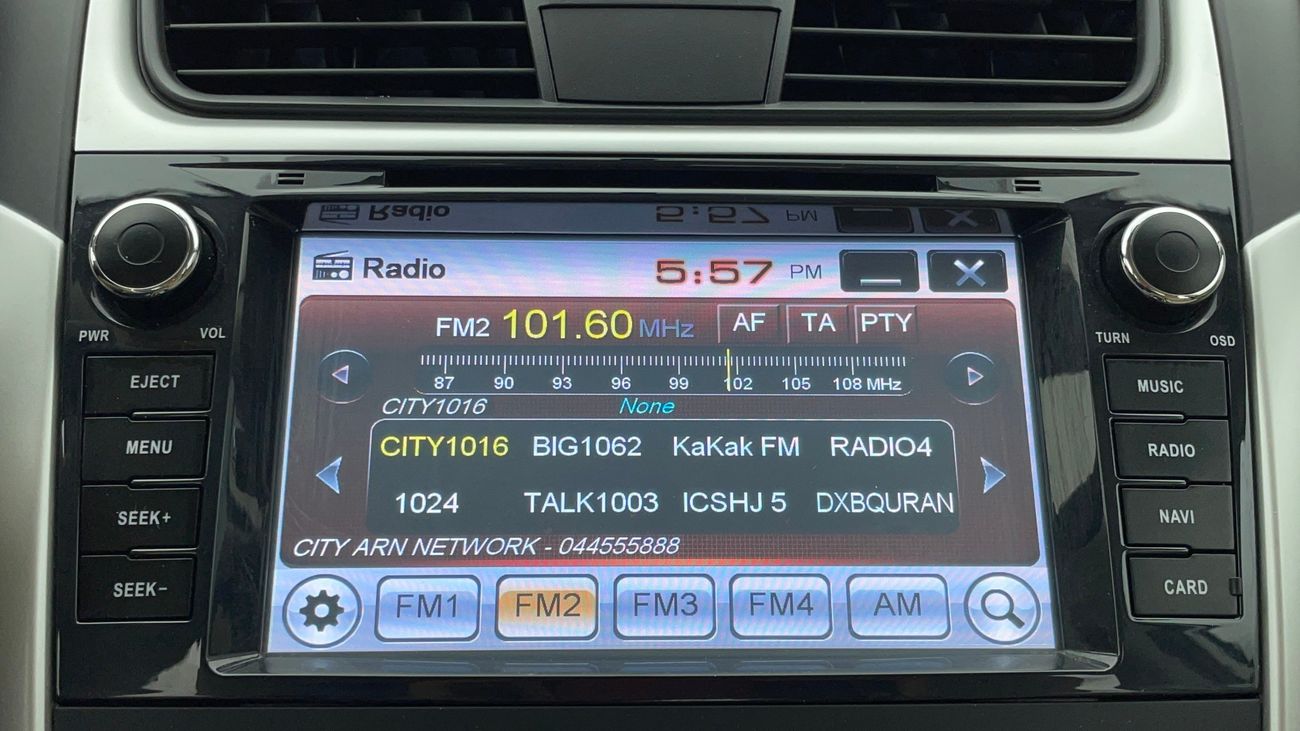 Radio 5:57 PM
PWR VOL
TURN OSD
FM2 101.60 MHz AF TA PTY
87 90 93 96 99 102 105 108 MHz
CITY1016 None
CITY1016 BIG1062 KaKak FM RADIO4
1024 TALK1003 ICSHJ 5 DXBQURAN
CITY ARN NETWORK - 044555888
FM1 FM2 FM3 FM4 AM
EJECT
MENU
SEEK+
SEEK-
MUSIC
RADIO
NAVI
CARD